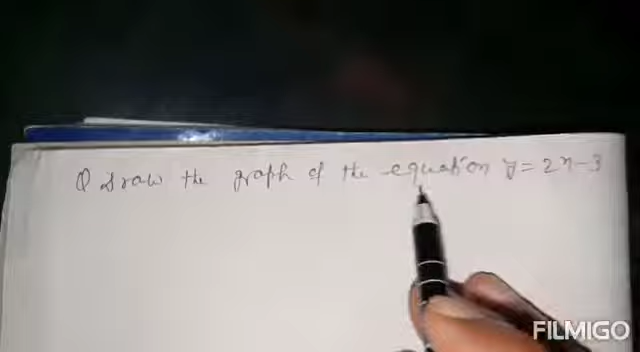 Q Draw the graph of the equation y = 2x - 3
FILMIGO